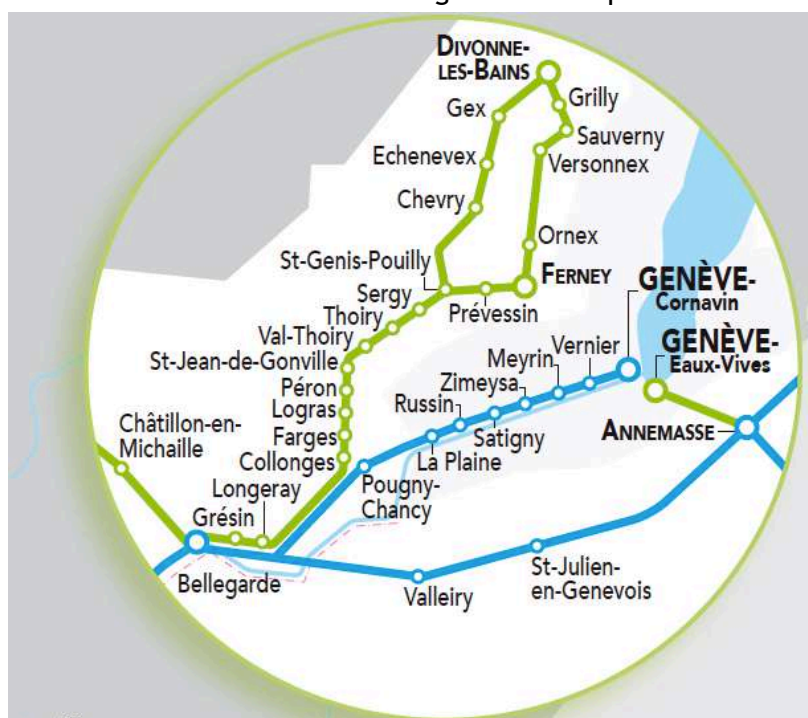 DIVONNE-
LES-BAINS
Gex
Grilly
Sauverny
Echenevex
Versonnex
Chevry
Ornex
St-Genis-Pouilly
FERNEY
GENÈVE-
Cornavin
Sergy
Prévessin
Thoiry
Val-Thoiry
Vernier
GENÈVE-
Eaux-Vives
St-Jean-de-Gonville
Meyrin
Zimeysa
Péron
Russin
Logras
Châtillon-en-
Michaille
Farges
Satigny
ANNEMASSE
Collonges
La Plaine
Longeray
Pougny-
Chancy
Grésin
Bellegarde
Valleiry
St-Julien-
en-Genevois